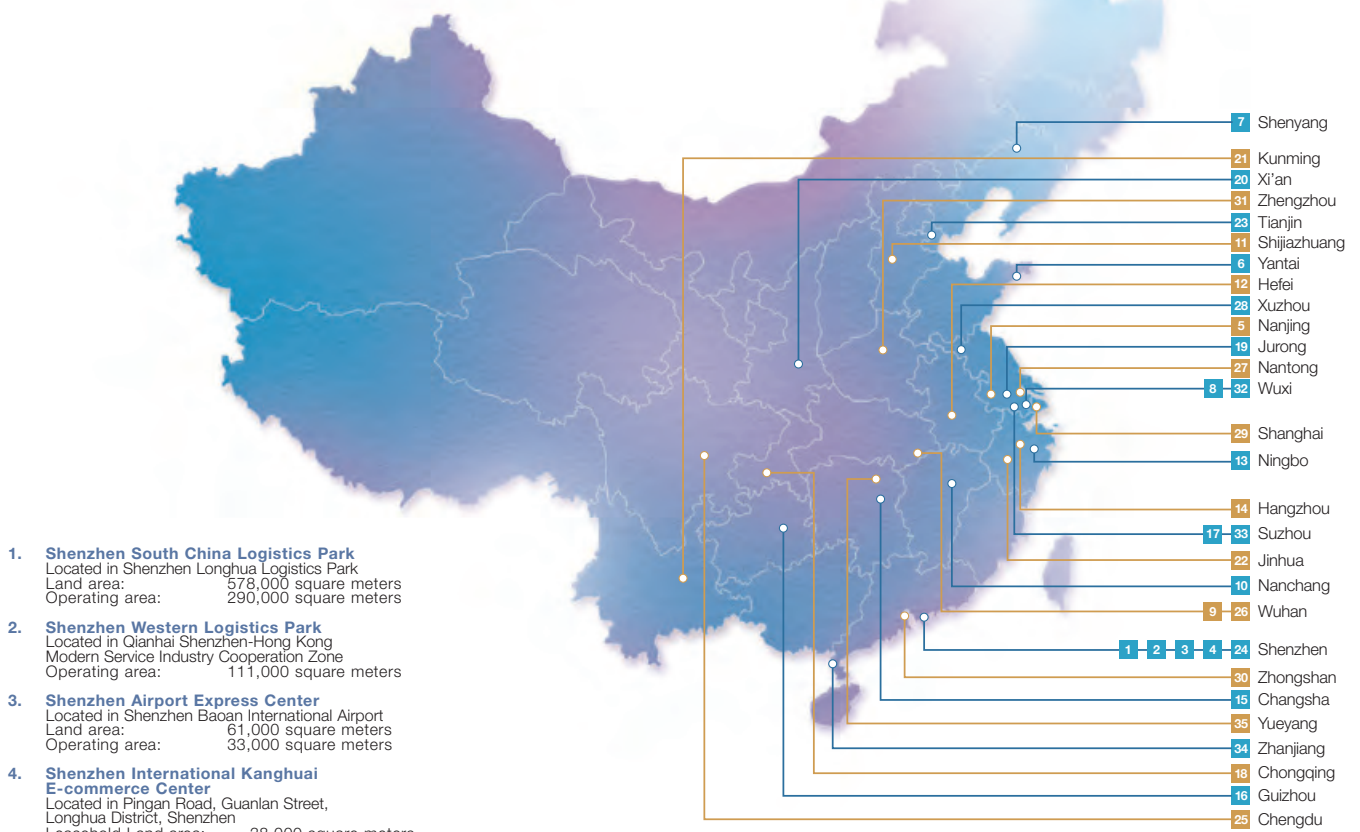 7 Shenyang
21 Kunming
20 Xi'an
31 Zhengzhou
23 Tianjin
11 Shijiazhuang
6 Yantai
12 Hefei
28 Xuzhou
5 Nanjing
19 Jurong
27 Nantong
8 32 Wuxi
29 Shanghai
13 Ningbo
14 Hangzhou
17 33 Suzhou
22 Jinhua
10 Nanchang
9 26 Wuhan
1 2 3 4 24 Shenzhen
30 Zhongshan
15 Changsha
35 Yueyang
34 Zhanjiang
18 Chongqing
16 Guizhou
25 Chengdu
1. Shenzhen South China Logistics Park
Located in Shenzhen Longhua Logistics Park
Land area: 578,000 square meters
Operating area: 290,000 square meters
2. Shenzhen Western Logistics Park
Located in Qianhai Shenzhen-Hong Kong
Modern Service Industry Cooperation Zone
Operating area: 111,000 square meters
3. Shenzhen Airport Express Center
Located in Shenzhen Baoan International Airport
Land area: 61,000 square meters
Operating area: 33,000 square meters
4. Shenzhen International Kanghuai
E-commerce Center
Located in Pingan Road, Guanlan Street,
Longhua District, Shenzhen
Leasehold Land area: 38,000 square meters